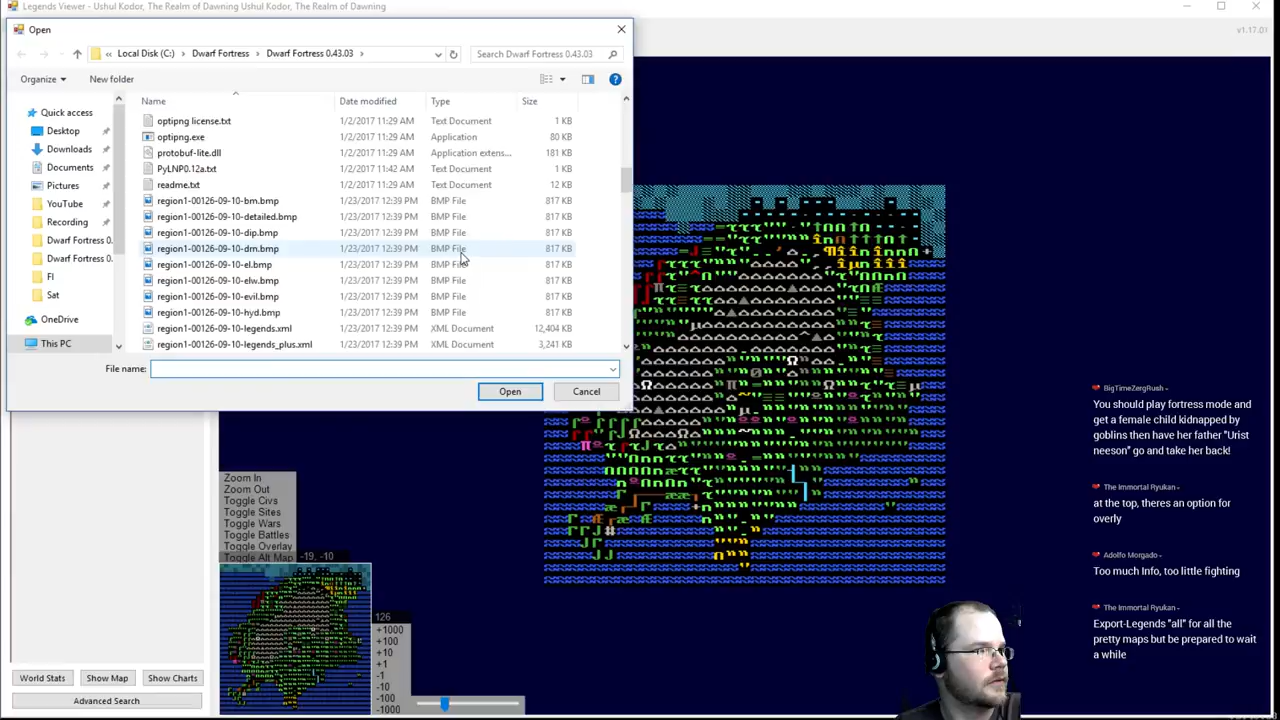 Legends Viewer - Ushul Kodor, The Realm of Dawning Ushul Kodor, The Realm of Dawning
Open
v1.17.01
Local Disk (C:) > Dwarf Fortress > Dwarf Fortress 0.43.03 >
Search Dwarf Fortress 0.43.03
Organize
New folder
Name Date modified Type Size
Quick access
Desktop
Downloads
Documents
Pictures
YouTube
Recording
Dwarf Fortress 0.
Dwarf Fortress 0.
FI
Sat
OneDrive
This PC
optipng license.txt 1/2/2017 11:29 AM Text Document 1 KB
optipng.exe 1/2/2017 11:29 AM Application 80 KB
protobuf-lite.dll 1/2/2017 11:29 AM Application extens... 181 KB
PyLNP0.12a.txt 1/2/2017 11:42 AM Text Document 1 KB
readme.txt 1/2/2017 11:29 AM Text Document 12 KB
region1-00126-09-10-bm.bmp 1/23/2017 12:39 PM BMP File 817 KB
region1-00126-09-10-detailed.bmp 1/23/2017 12:39 PM BMP File 817 KB
region1-00126-09-10-dip.bmp 1/23/2017 12:39 PM BMP File 817 KB
region1-00126-09-10-drn.bmp 1/23/2017 12:39 PM BMP File 817 KB
region1-00126-09-10-el.bmp 1/23/2017 12:39 PM BMP File 817 KB
region1-00126-09-10-elw.bmp 1/23/2017 12:39 PM BMP File 817 KB
region1-00126-09-10-evil.bmp 1/23/2017 12:39 PM BMP File 817 KB
region1-00126-09-10-hyd.bmp 1/23/2017 12:39 PM BMP File 817 KB
region1-00126-09-10-legends.xml 1/23/2017 12:39 PM XML Document 12,404 KB
region1-00126-09-10-legends_plus.xml 1/23/2017 12:39 PM XML Document 3,241 KB
File name:
Open
Cancel
Zoom In
Zoom Out
Toggle Civs
Toggle Sites
Toggle Wars
Toggle Battles
Toggle Overlay
Toggle Alt Map
-19, -10
126
+1000
+100
+10
+1
-1
-10
-100
-1000
World Stats
Show Map
Show Charts
Advanced Search
BigTimeZergRush -
You should play fortress mode and
get a female child kidnapped by
goblins then have her father "Urist
neeson" go and take her back!
The Immortal Ryukan -
at the top, theres an option for
overly
Adolfo Morgado -
Too much Info, too little fighting
The Immortal Ryukan -
Export-Legends "all" for all the
pretty maps but be prepared to wait
a while